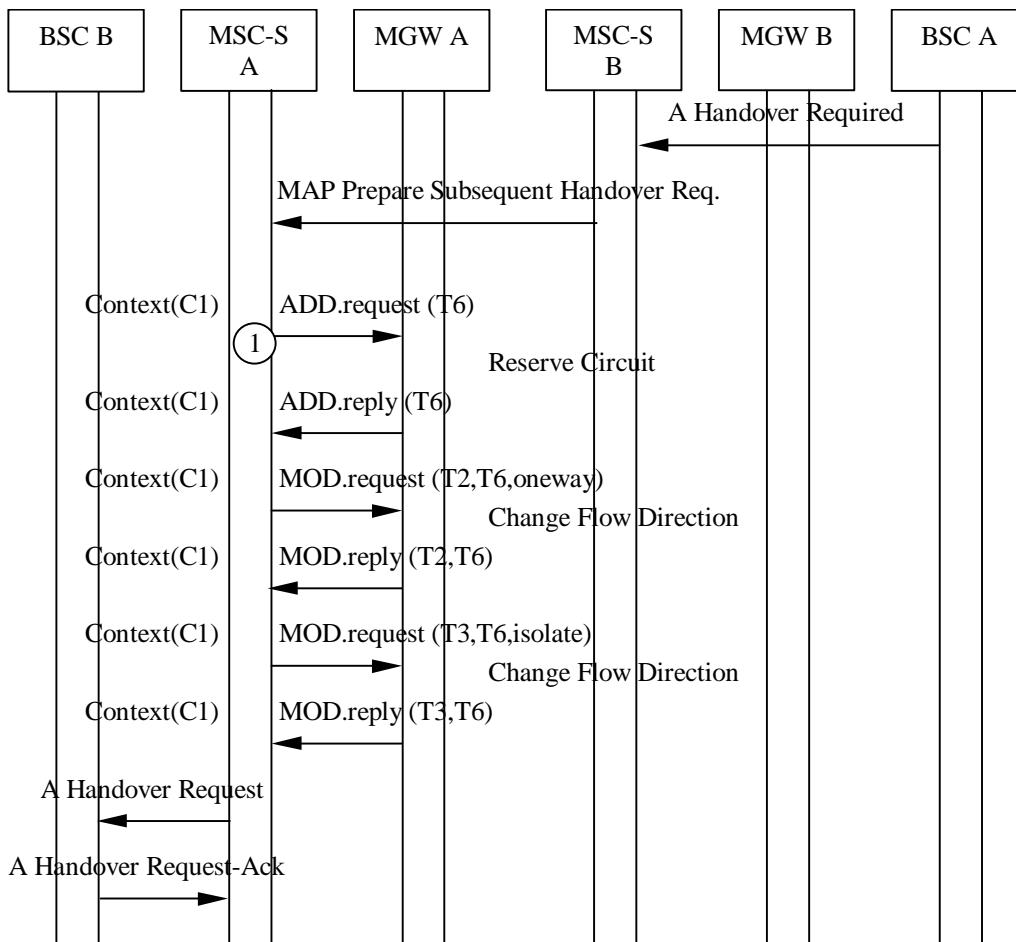 BSC B
MSC-S
A
MGW A
MSC-S
B
MGW B
BSC A
A Handover Required
MAP Prepare Subsequent Handover Req.
Context(C1)
ADD.request (T6)
1
Reserve Circuit
Context(C1)
ADD.reply (T6)
Context(C1)
MOD.request (T2,T6,oneway)
Change Flow Direction
Context(C1)
MOD.reply (T2,T6)
Context(C1)
MOD.request (T3,T6,isolate)
Change Flow Direction
Context(C1)
MOD.reply (T3,T6)
A Handover Request
A Handover Request-Ack